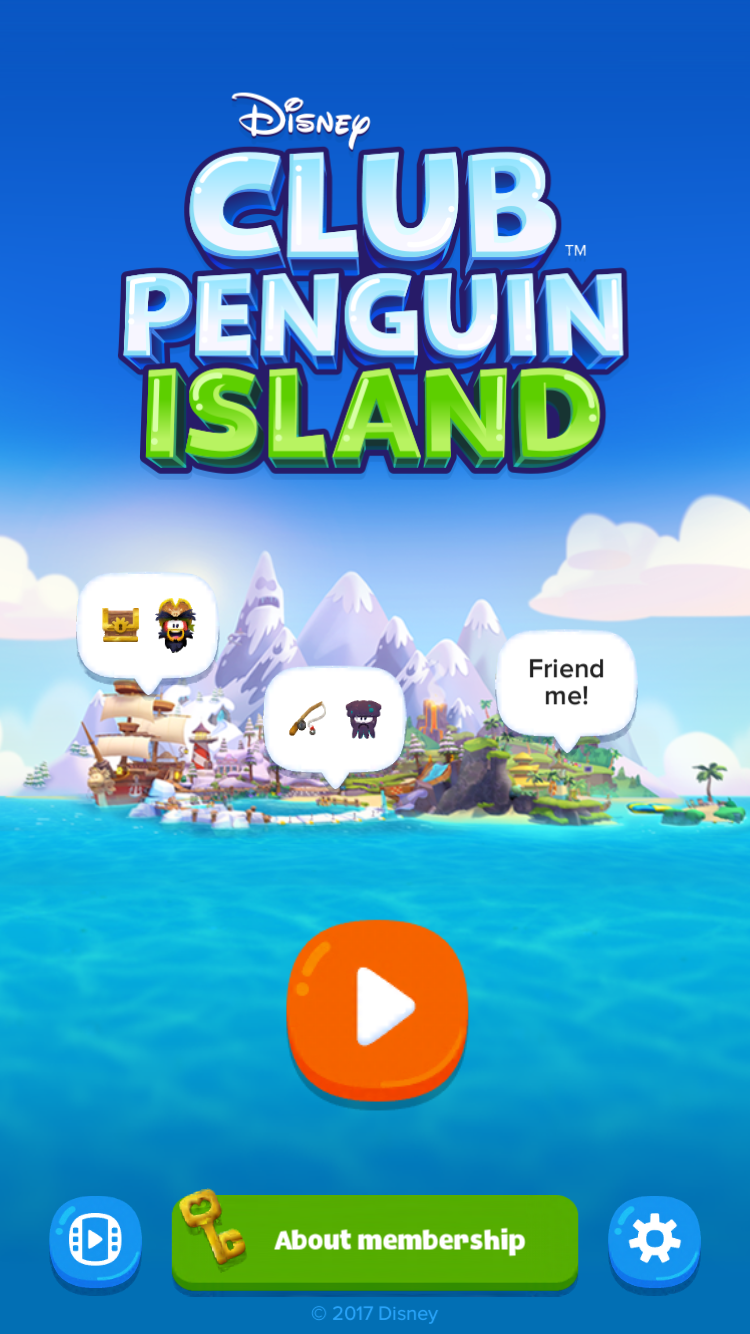 Disney
CLUB
™
PENGUIN
ISLAND
Friend
me!
About membership
© 2017 Disney